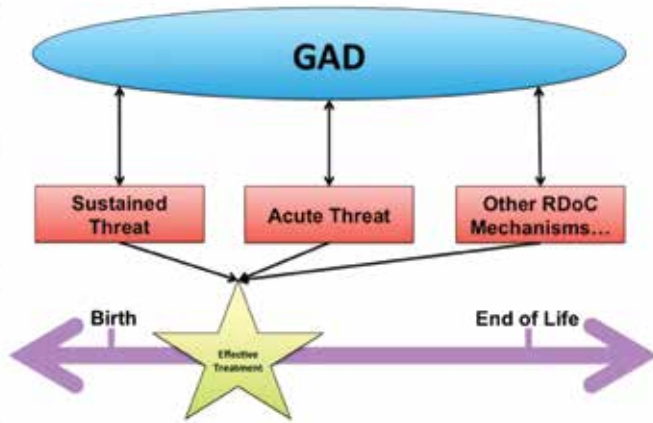 GAD
Sustained
Threat
Acute Threat
Other RDoC
Mechanisms...
Birth
End of Life
Effective
Treatment